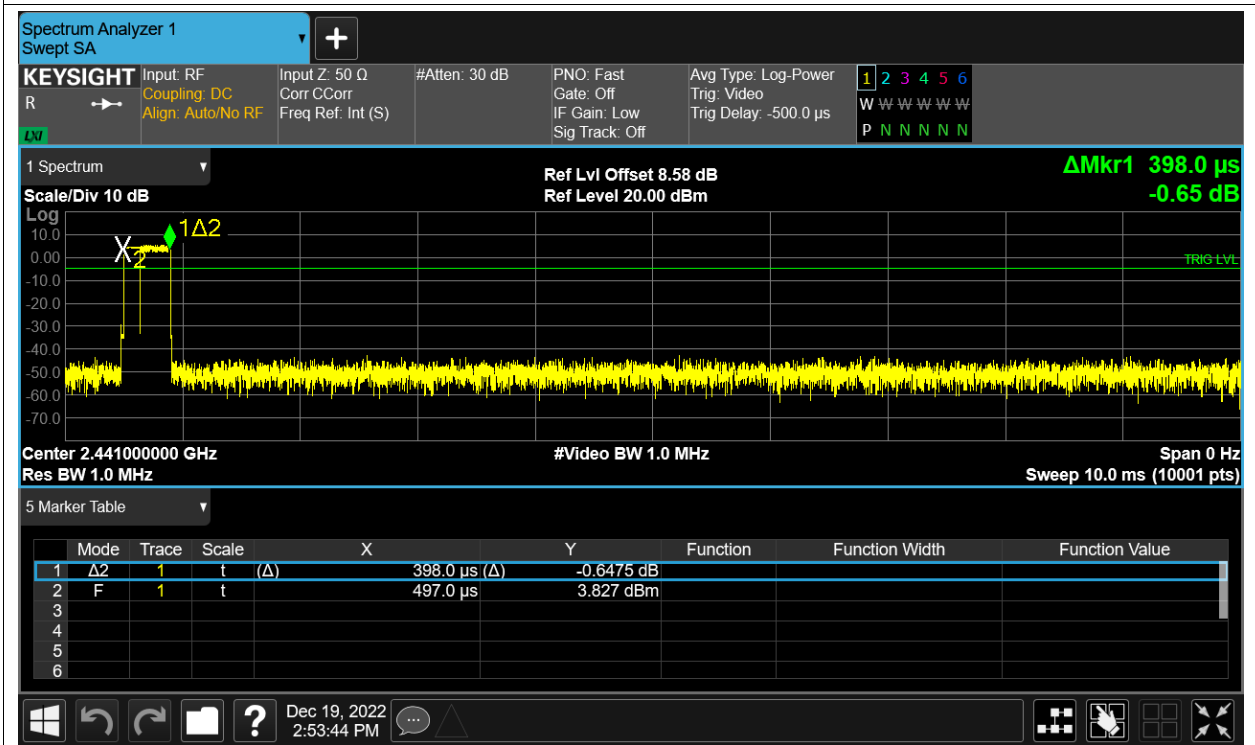 Spectrum Analyzer 1
Swept SA
KEYSIGHT Input: RF Input Z: 50 Ω #Atten: 30 dB PNO: Fast Avg Type: Log-Power 1 2 3 4 5 6
R Coupling: DC Corr CCorr Gate: Off Trig: Video W W W W W W
Align: Auto/No RF Freq Ref: Int (S) IF Gain: Low Trig Delay: -500.0 µs
LXI Sig Track: Off P N N N N N
1 Spectrum Ref Lvl Offset 8.58 dB ΔMkr1 398.0 µs
Scale/Div 10 dB Ref Level 20.00 dBm -0.65 dB
Log
1Δ2
10.0
X
2
0.00
TRIG LVL
-10.0
-20.0
-30.0
-40.0
-50.0
-60.0
-70.0
Center 2.441000000 GHz #Video BW 1.0 MHz Span 0 Hz
Res BW 1.0 MHz Sweep 10.0 ms (10001 pts)
5 Marker Table
Mode Trace Scale X Y Function Function Width Function Value
1 Δ2 1 t (Δ) 398.0 µs (Δ) -0.6475 dB
2 F 1 t 497.0 µs 3.827 dBm
3
4
5
6
? Dec 19, 2022
2:53:44 PM